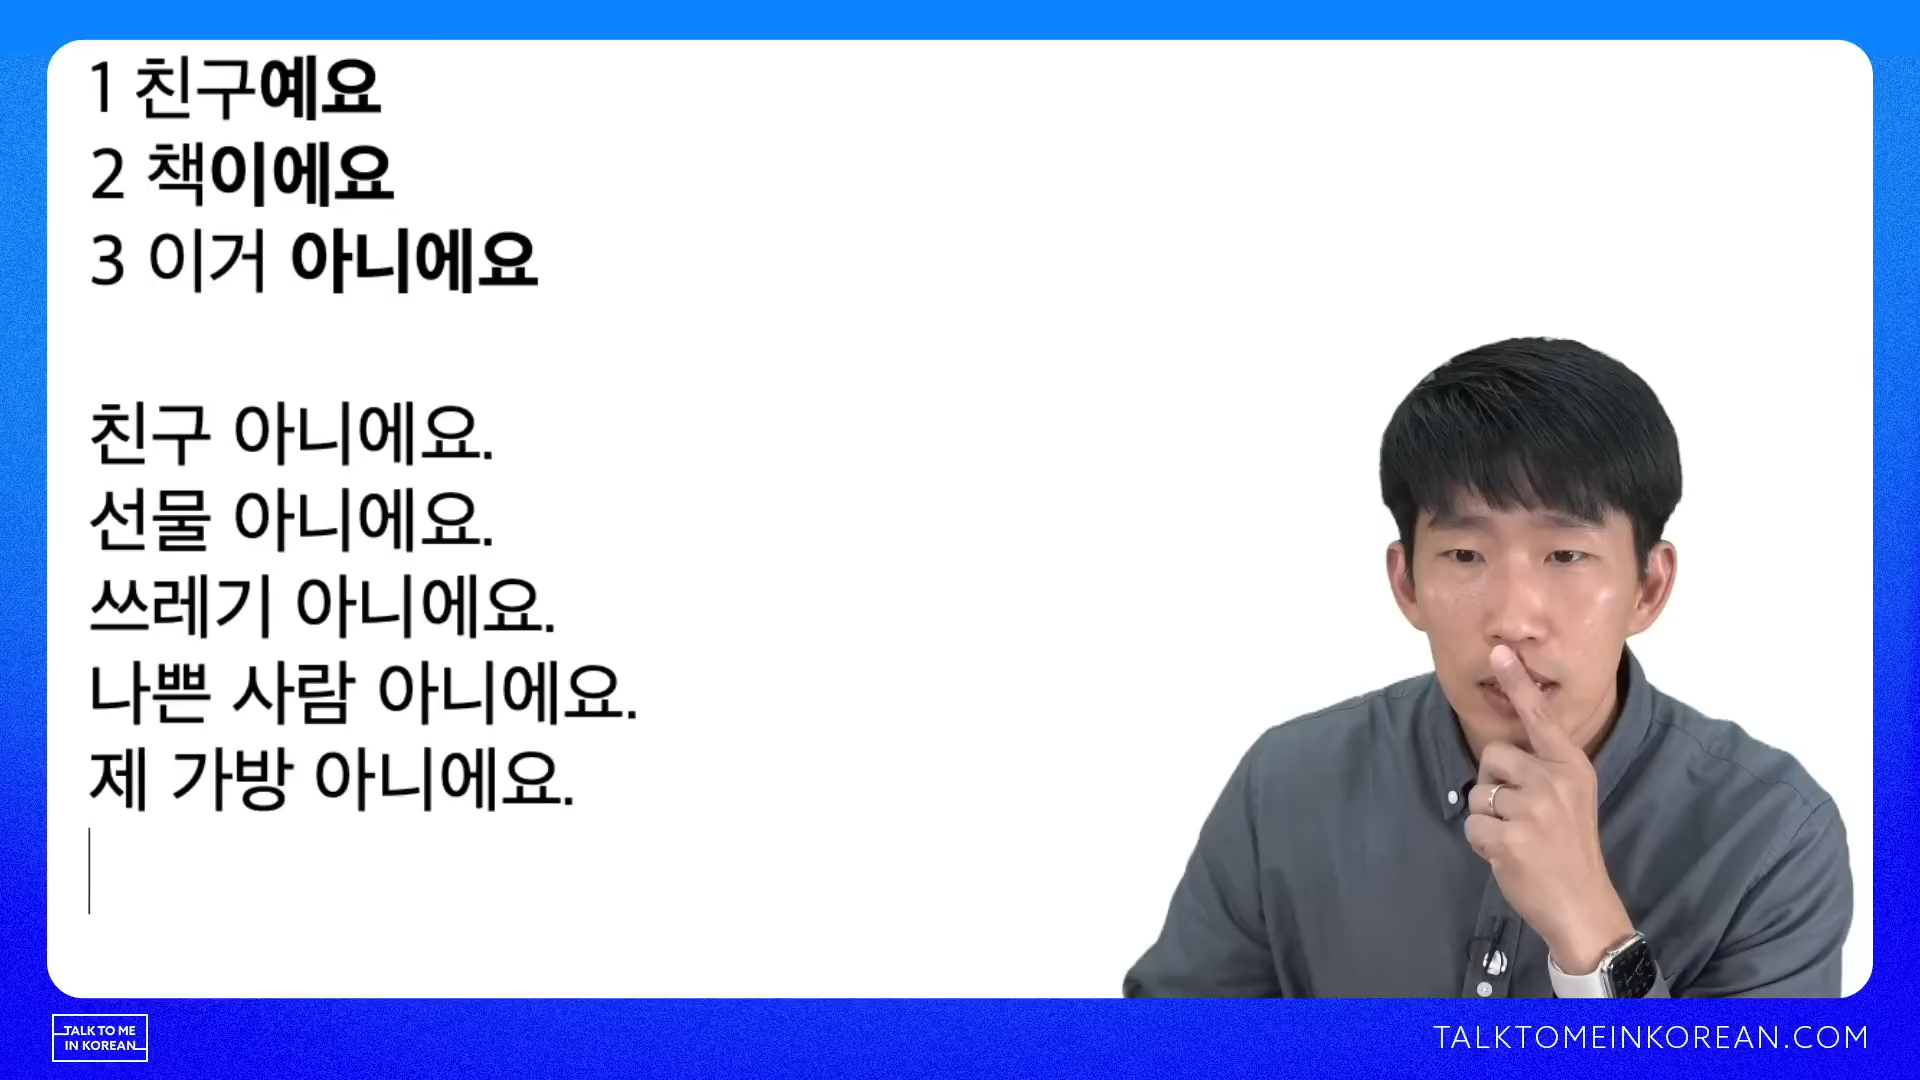 1 친구예요
2 책이에요
3 이거 아니에요
친구 아니에요.
선물 아니에요.
쓰레기 아니에요.
나쁜 사람 아니에요.
제 가방 아니에요.
TALK TO ME
IN KOREAN
TALKTOMEINKOREAN.COM